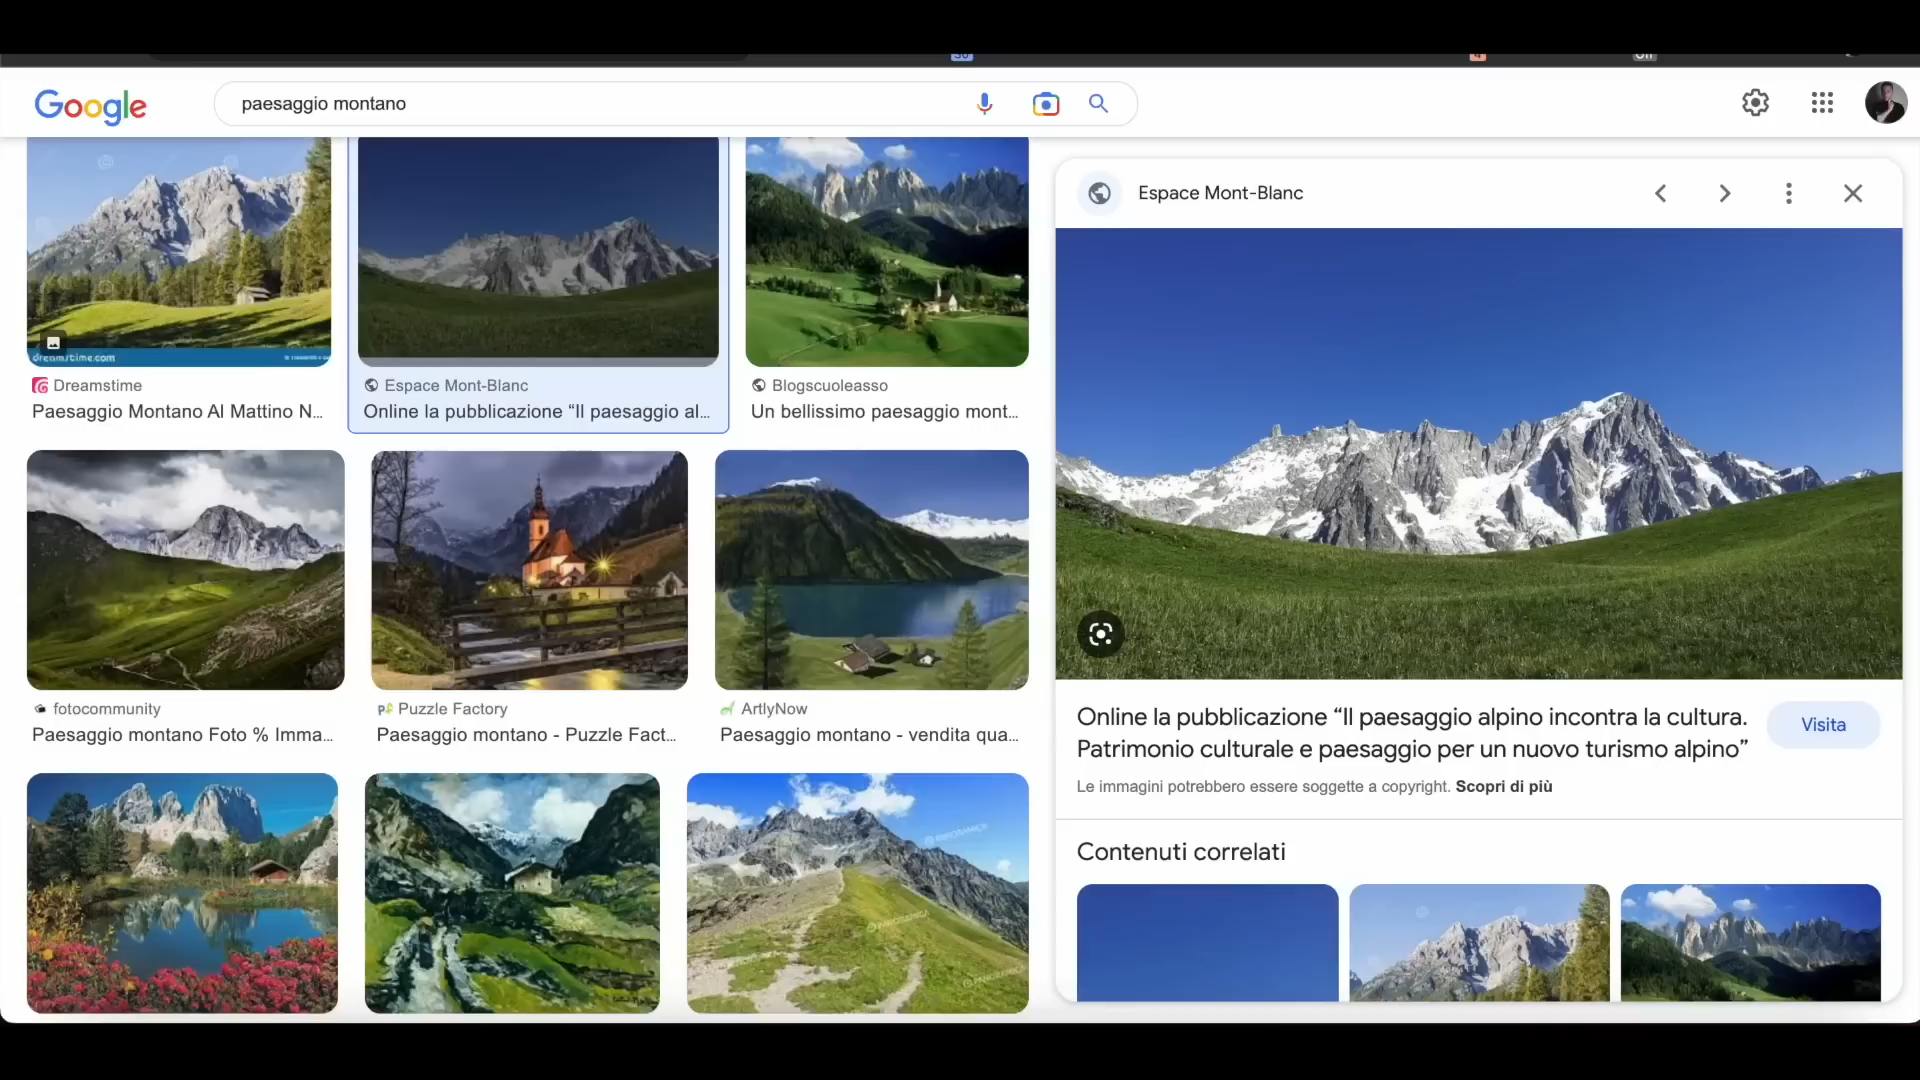 Google
paesaggio montano
Espace Mont-Blanc
dreamstime.com
Dreamstime
Paesaggio Montano Al Mattino N...
Espace Mont-Blanc
Online la pubblicazione “Il paesaggio al...
Blogscuoleasso
Un bellissimo paesaggio mont...
fotocommunity
Paesaggio montano Foto % Imma...
Puzzle Factory
Paesaggio montano - Puzzle Fact...
ArtlyNow
Paesaggio montano - vendita qua...
Online la pubblicazione “Il paesaggio alpino incontra la cultura.
Patrimonio culturale e paesaggio per un nuovo turismo alpino”
Visita
Le immagini potrebbero essere soggette a copyright. Scopri di più
Contenuti correlati